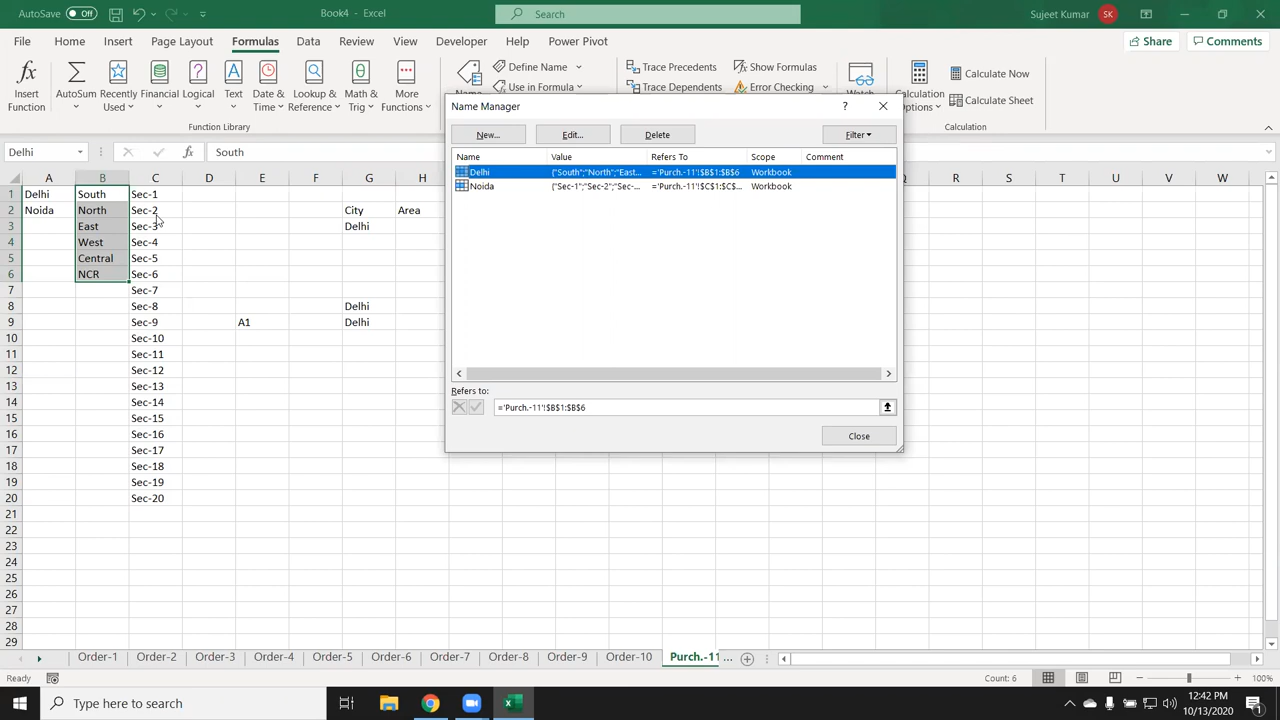 AutoSave Off Book4 - Excel Search Sujeet Kumar SK
File Home Insert Page Layout Formulas Data Review View Developer Help Power Pivot Share Comments
Insert Function AutoSum Recently Used Financial Logical Text Date & Time Lookup & Reference Math & Trig More Functions Name Define Name Use in Formula Trace Precedents Trace Dependents Show Formulas Error Checking Watch Calculation Options Calculate Now Calculate Sheet
Function Library Calculation
Name Manager ?
New... Edit... Delete Filter
Name Value Refers To Scope Comment
Delhi {"South";"North";"East... ='Purch.-11'!$B$1:$B$6 Workbook
Noida {"Sec-1";"Sec-2";"Sec-... ='Purch.-11'!$C$1:$C$... Workbook
Refers to:
='Purch.-11'!$B$1:$B$6
Close
Delhi fx South
A B C D E F G H Q R S T U V W
1 Delhi South Sec-1
2 Noida North Sec-2 City Area
3 East Sec-3 Delhi
4 West Sec-4
5 Central Sec-5
6 NCR Sec-6
7 Sec-7
8 Sec-8 Delhi
9 Sec-9 A1 Delhi
10 Sec-10
11 Sec-11
12 Sec-12
13 Sec-13
14 Sec-14
15 Sec-15
16 Sec-16
17 Sec-17
18 Sec-18
19 Sec-19
20 Sec-20
21
22
23
24
25
26
27
28
29
Order-1 Order-2 Order-3 Order-4 Order-5 Order-6 Order-7 Order-8 Order-9 Order-10 Purch.-11 ...
Ready Count: 6 100%
Type here to search 12:42 PM
10/13/2020